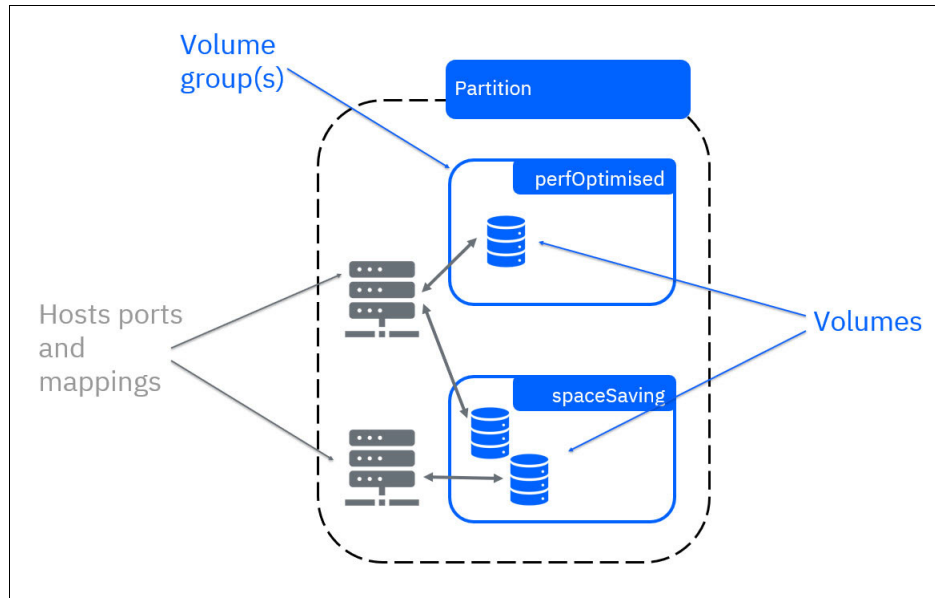 Volume
group(s)
Partition
perfOptimised
Hosts ports
and
mappings
Volumes
spaceSaving